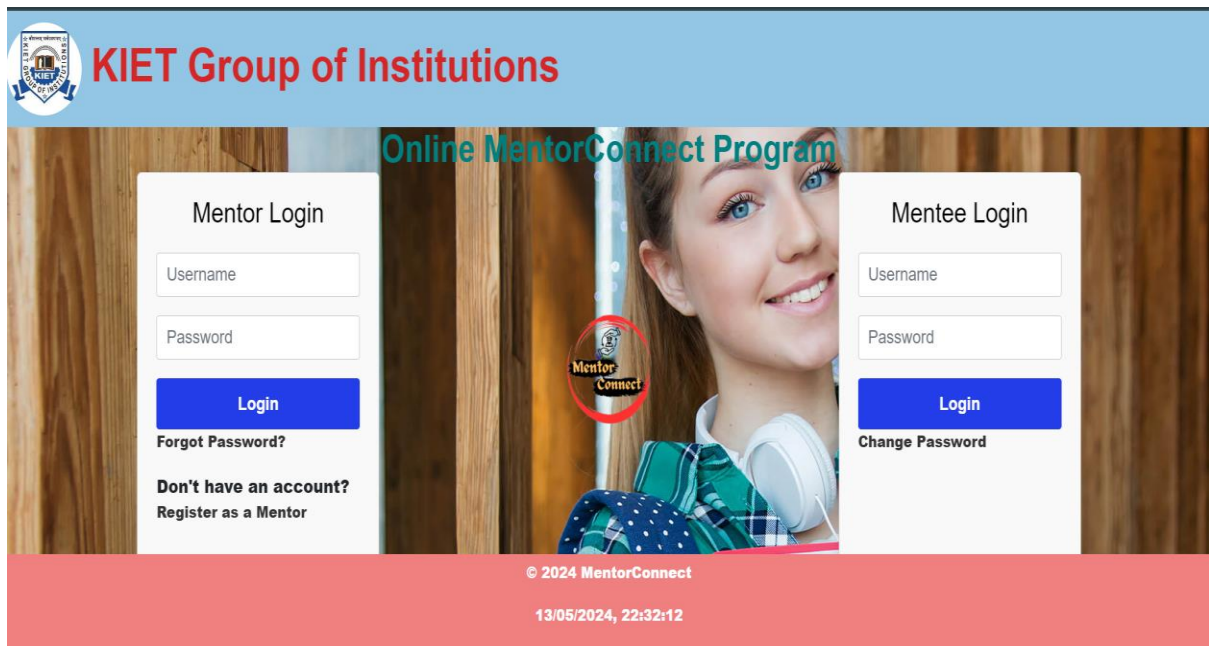 KIET
KIET Group of Institutions
Online MentorConnect Program
Mentor Login
Username
Password
Login
Forgot Password?
Don't have an account?
Register as a Mentor
Mentor
Connect
Mentee Login
Username
Password
Login
Change Password
© 2024 MentorConnect
13/05/2024, 22:32:12